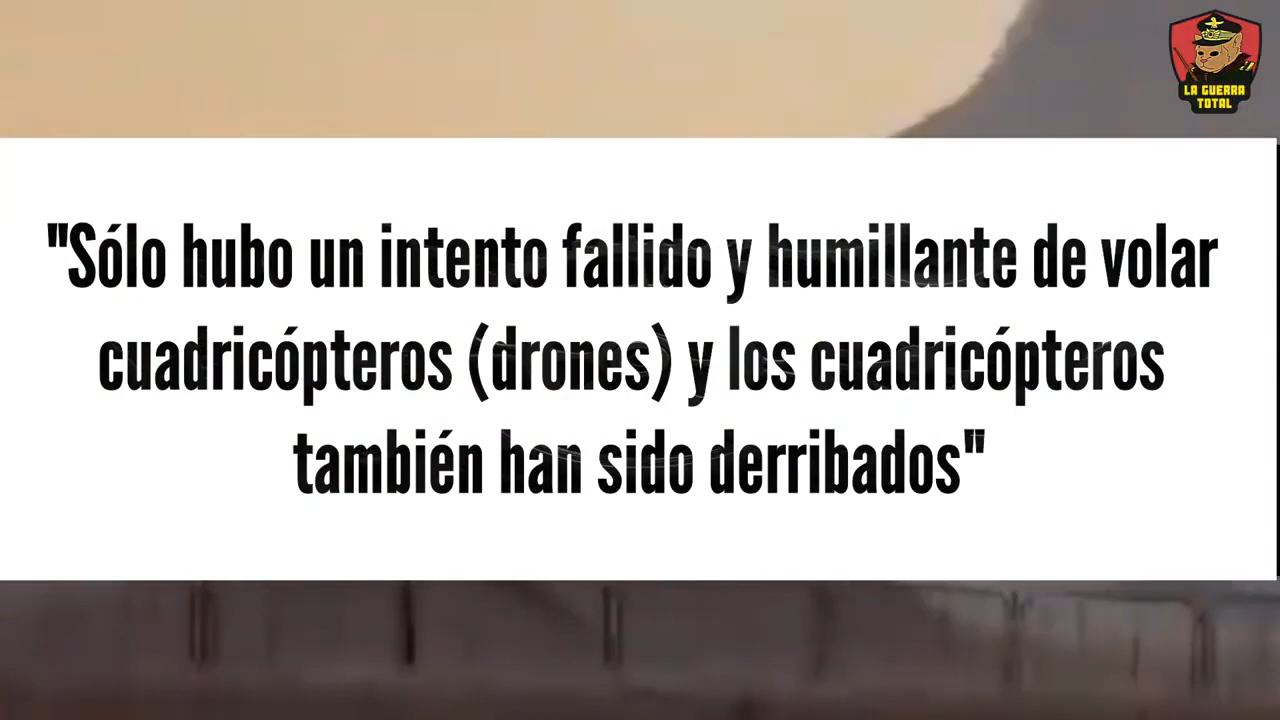 LA GUERRA
TOTAL
"Sólo hubo un intento fallido y humillante de volar
cuadricópteros (drones) y los cuadricópteros
también han sido derribados"